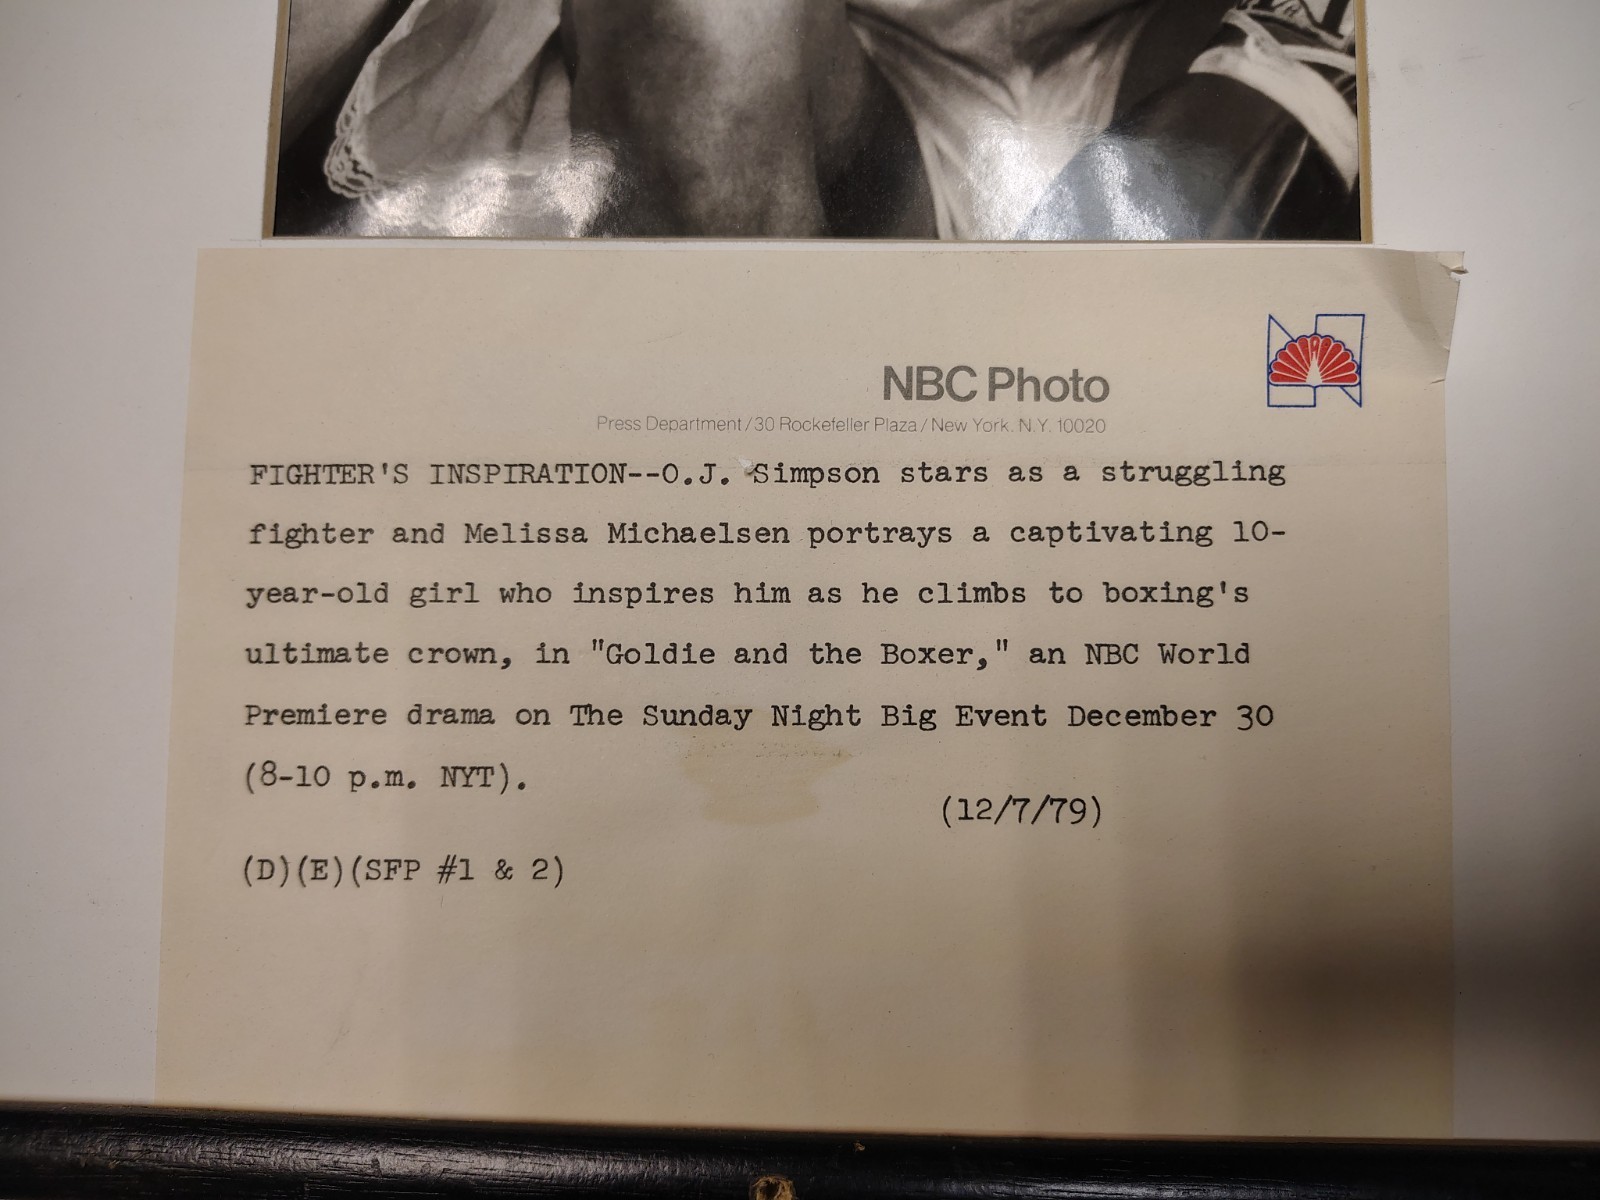 NBC Photo
Press Department/30 Rockefeller Plaza/New York, N.Y. 10020
FIGHTER'S INSPIRATION--O.J. Simpson stars as a struggling
fighter and Melissa Michaelsen portrays a captivating 10-
year-old girl who inspires him as he climbs to boxing's
ultimate crown, in "Goldie and the Boxer," an NBC World
Premiere drama on The Sunday Night Big Event December 30
(8-10 p.m. NYT).
(12/7/79)
(D)(E)(SFP #1 & 2)